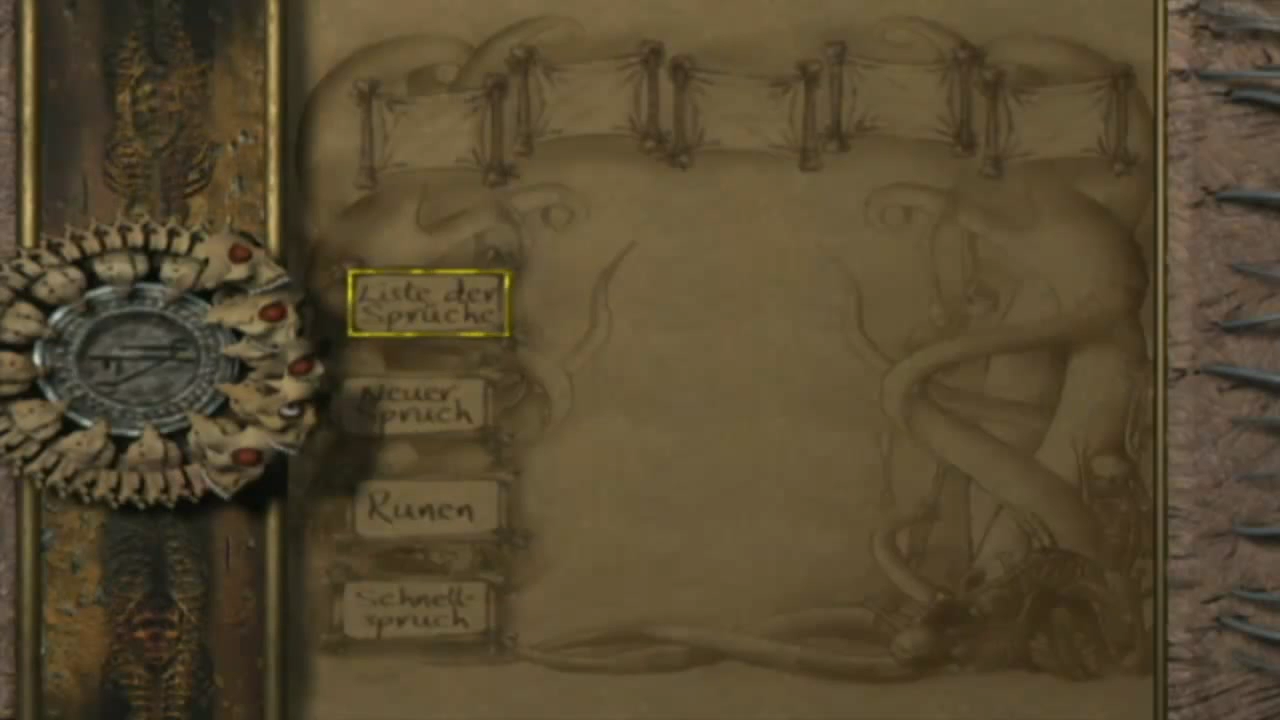 Liste der
Sprüche
Neuer
Spruch
Runen
Schnell-
spruch